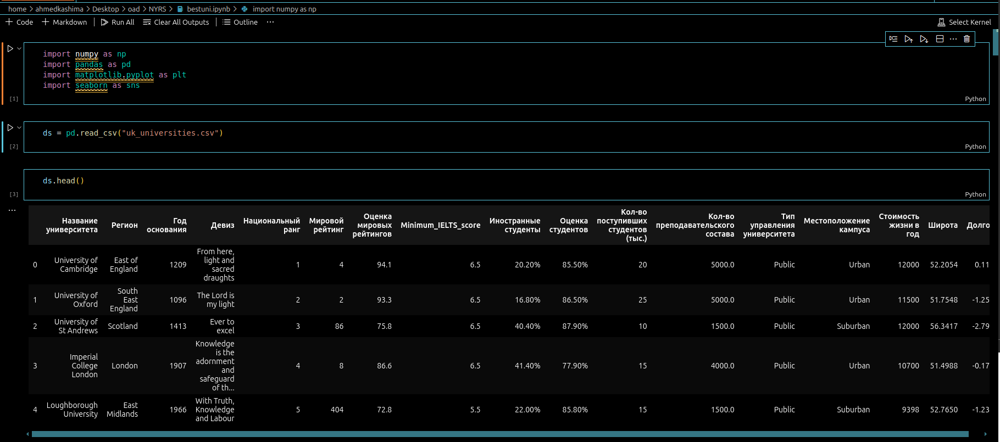 home > ahmedkashima > Desktop > oad > NYRS > bestuni.ipynb > import numpy as np
Code Markdown Run All Clear All Outputs Outline ... Select Kernel
import numpy as np
import pandas as pd
import matplotlib.pyplot as plt
import seaborn as sns
[1] Python
ds = pd.read_csv("uk_universities.csv")
[2] Python
ds.head()
[3] Python
...
Название университета Регион Год основания Девиз Национальный ранг Мировой рейтинг Оценка мировых рейтингов Minimum_IELTS_score Иностранные студенты Оценка студентов Кол-во поступивших студентов (тыс.) Кол-во преподавательского состава Тип управления университета Местоположение кампуса Стоимость жизни в год Широта Долго
0 University of Cambridge East of England 1209 From here, light and sacred draughts 1 4 94.1 6.5 20.20% 85.50% 20 5000.0 Public Urban 12000 52.2054 0.11
1 University of Oxford South East England 1096 The Lord is my light 2 2 93.3 6.5 16.80% 86.50% 25 5000.0 Public Urban 11500 51.7548 -1.25
2 University of St Andrews Scotland 1413 Ever to excel 3 86 75.8 6.5 40.40% 87.90% 10 1500.0 Public Suburban 12000 56.3417 -2.79
3 Imperial College London London 1907 Knowledge is the adornment and safeguard of th... 4 8 86.6 6.5 41.40% 77.90% 15 4000.0 Public Urban 10700 51.4988 -0.17
4 Loughborough University East Midlands 1966 With Truth, Knowledge and Labour 5 404 72.8 5.5 22.00% 85.80% 15 1500.0 Public Suburban 9398 52.7650 -1.23